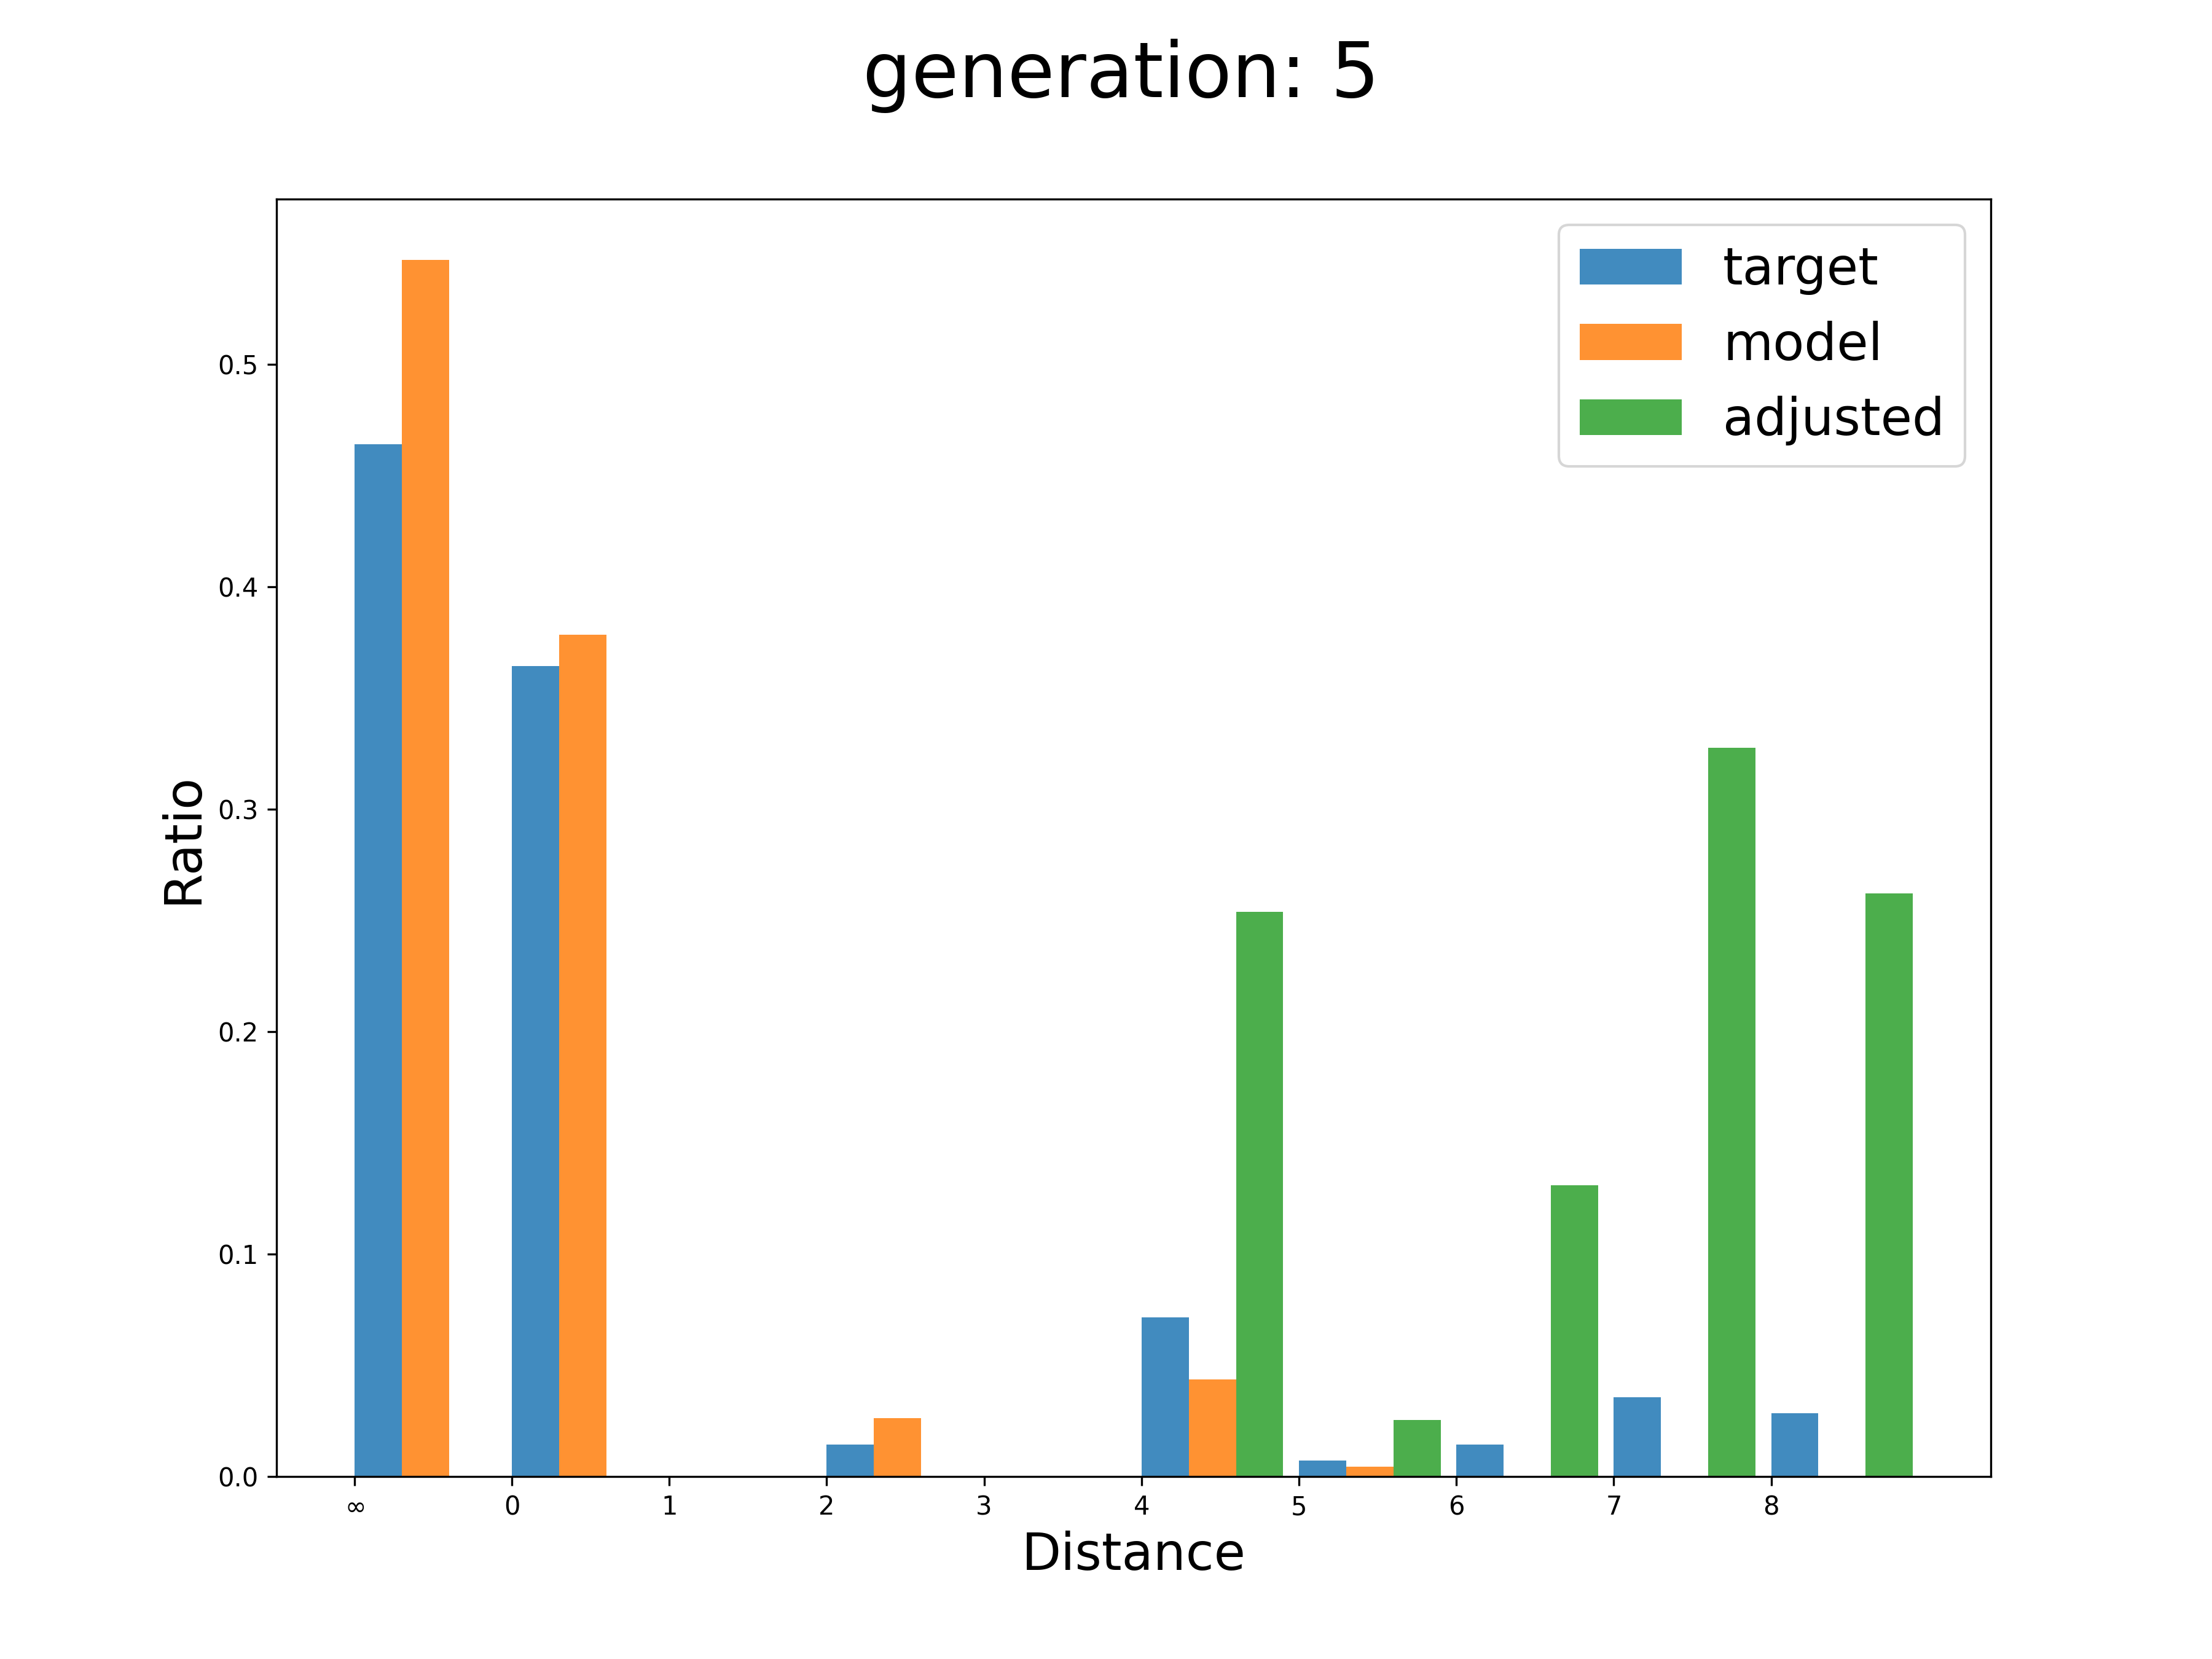 generation: 5
target
model
adjusted
0.5
0.4
0.3
0.2
0.1
0.0
Ratio
∞ 0 1 2 3 4 5 6 7 8
Distance